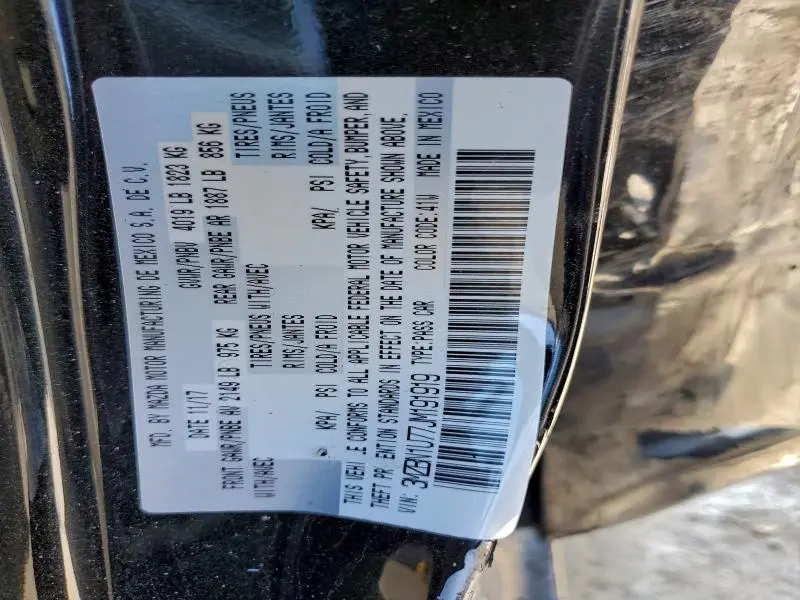 MFD. BY MAZDA MOTOR MANUFACTURING DE MEXICO S.A. DE C.V.
DATE 11/17 GVWR/PNBV 4019 LB 1823 KG
FRONT GAWR/PNBE AV 2149 LB 975 KG REAR GAWR/PNBE AR 1887 LB 856 KG
WITH/AVEC TIRES/PNEUS WITH/AVEC TIRES/PNEUS
RIMS/JANTES RIMS/JANTES
KPA/ PSI COLD/A FROID KPA/ PSI COLD/A FROID
THIS VEHICLE CONFORMS TO ALL APPLICABLE FEDERAL MOTOR VEHICLE SAFETY, BUMPER, AND
THEFT PR ENTION STANDARDS IN EFFECT ON THE DATE OF MANUFACTURE SHOWN ABOVE.
VIN: 3MZBN1U77JM191919 TYPE:PASS CAR COLOR CODE:41W MADE IN MEXICO